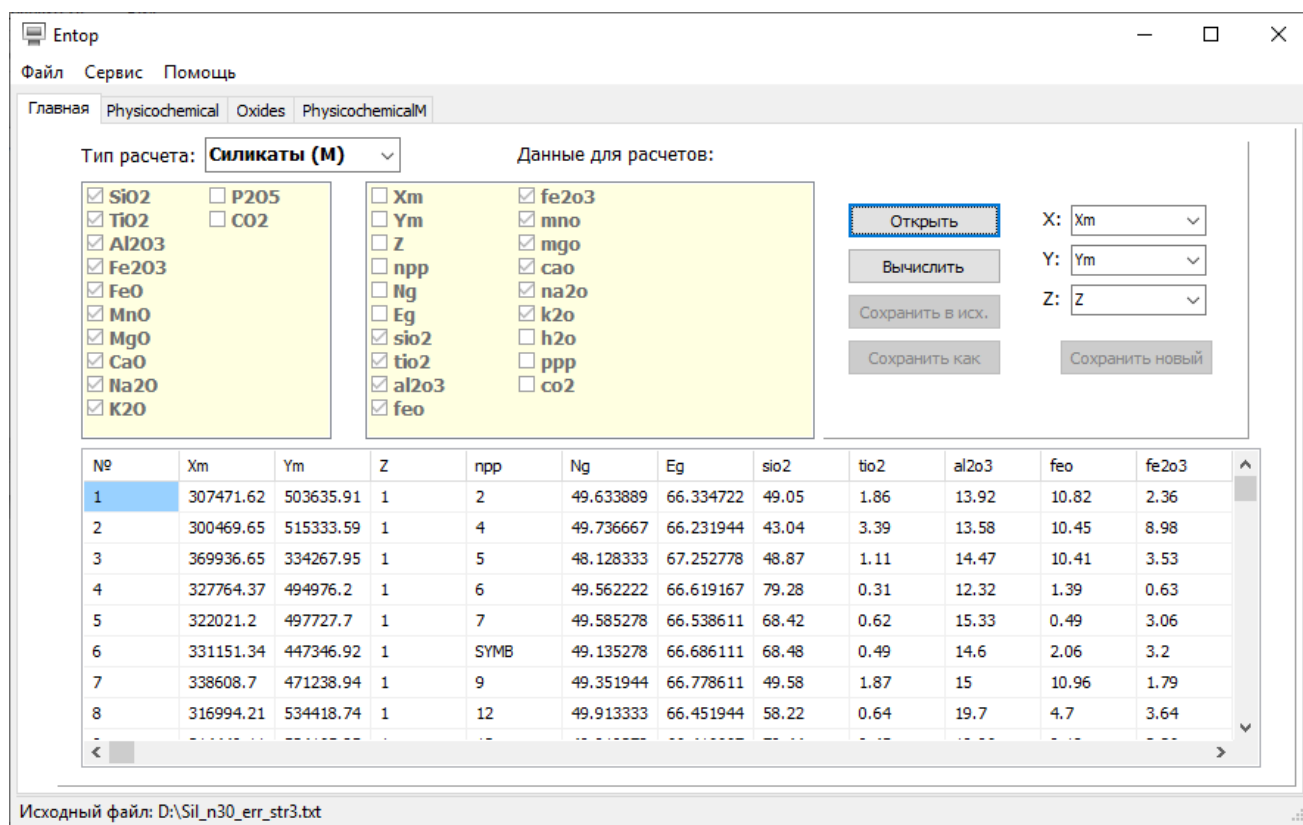 Entop
Файл Сервис Помощь
Главная Physicochemical Oxides PhysicochemicalM
Тип расчета: Силикаты (М) Данные для расчетов:
SiO2 P2O5
TiO2 CO2
Al2O3
Fe2O3
FeO
MnO
MgO
CaO
Na2O
K2O
Xm fe2o3
Ym mno
Z mgo
npp cao
Ng na2o
Eg k2o
sio2 h2o
tio2 ppp
al2o3 co2
feo
Открыть X: Xm
Вычислить Y: Ym
Сохранить в исх. Z: Z
Сохранить как Сохранить новый
№ Xm Ym Z npp Ng Eg sio2 tio2 al2o3 feo fe2o3
1 307471.62 503635.91 1 2 49.633889 66.334722 49.05 1.86 13.92 10.82 2.36
2 300469.65 515333.59 1 4 49.736667 66.231944 43.04 3.39 13.58 10.45 8.98
3 369936.65 334267.95 1 5 48.128333 67.252778 48.87 1.11 14.47 10.41 3.53
4 327764.37 494976.2 1 6 49.562222 66.619167 79.28 0.31 12.32 1.39 0.63
5 322021.2 497727.7 1 7 49.585278 66.538611 68.42 0.62 15.33 0.49 3.06
6 331151.34 447346.92 1 SYMB 49.135278 66.686111 68.48 0.49 14.6 2.06 3.2
7 338608.7 471238.94 1 9 49.351944 66.778611 49.58 1.87 15 10.96 1.79
8 316994.21 534418.74 1 12 49.913333 66.451944 58.22 0.64 19.7 4.7 3.64
Исходный файл: D:\Sil_n30_err_str3.txt